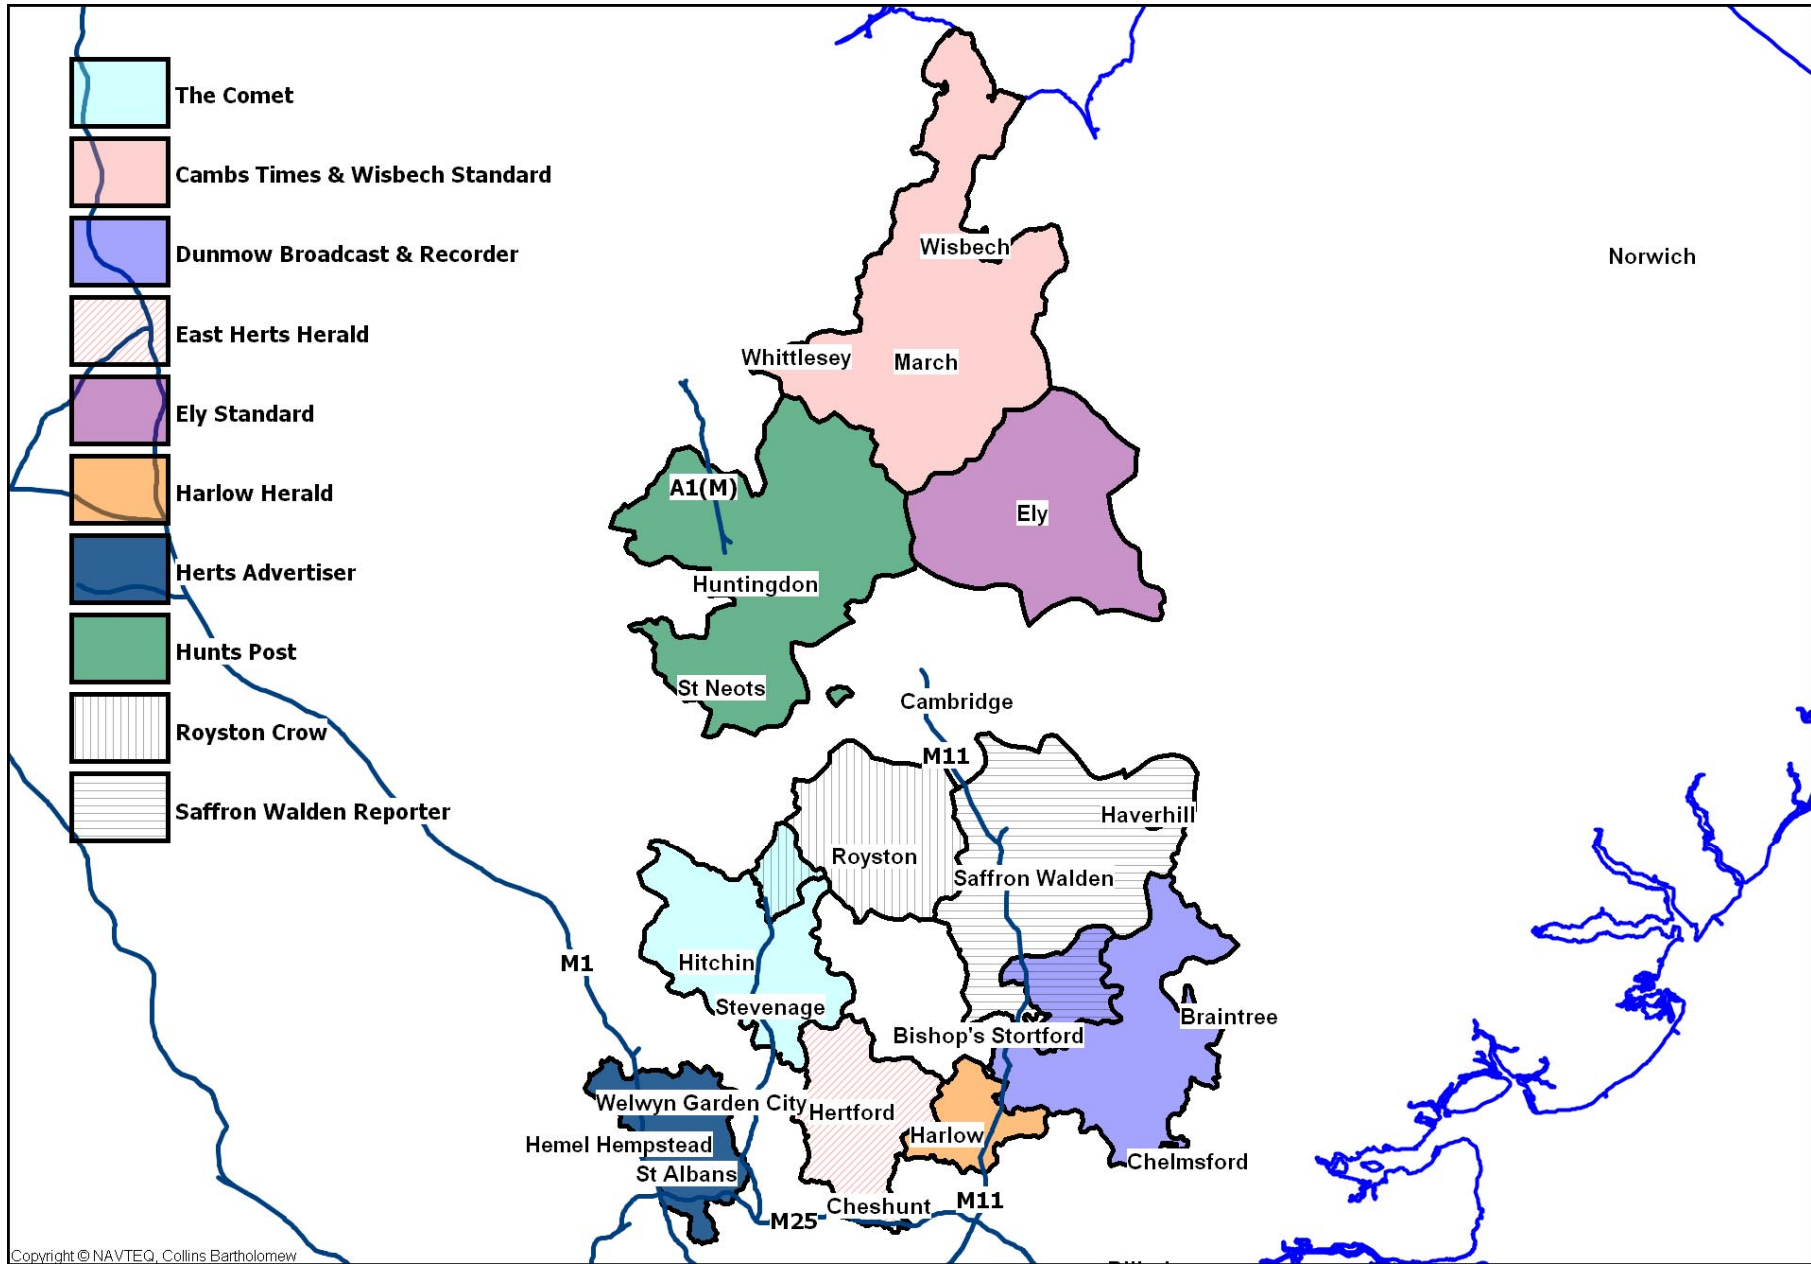 The Comet
Cambs Times & Wisbech Standard
Dunmow Broadcast & Recorder
East Herts Herald
Ely Standard
Harlow Herald
Herts Advertiser
Hunts Post
Royston Crow
Saffron Walden Reporter
Wisbech
Norwich
Whittlesey
March
A1(M)
Ely
Huntingdon
St Neots
Cambridge
M11
Haverhill
Royston
Saffron Walden
Hitchin
M1
Stevenage
Braintree
Bishop's Stortford
Welwyn Garden City
Hertford
Harlow
Hemel Hempstead
Chelmsford
St Albans
Cheshunt
M11
M25
Copyright © NAVTEQ, Collins Bartholomew